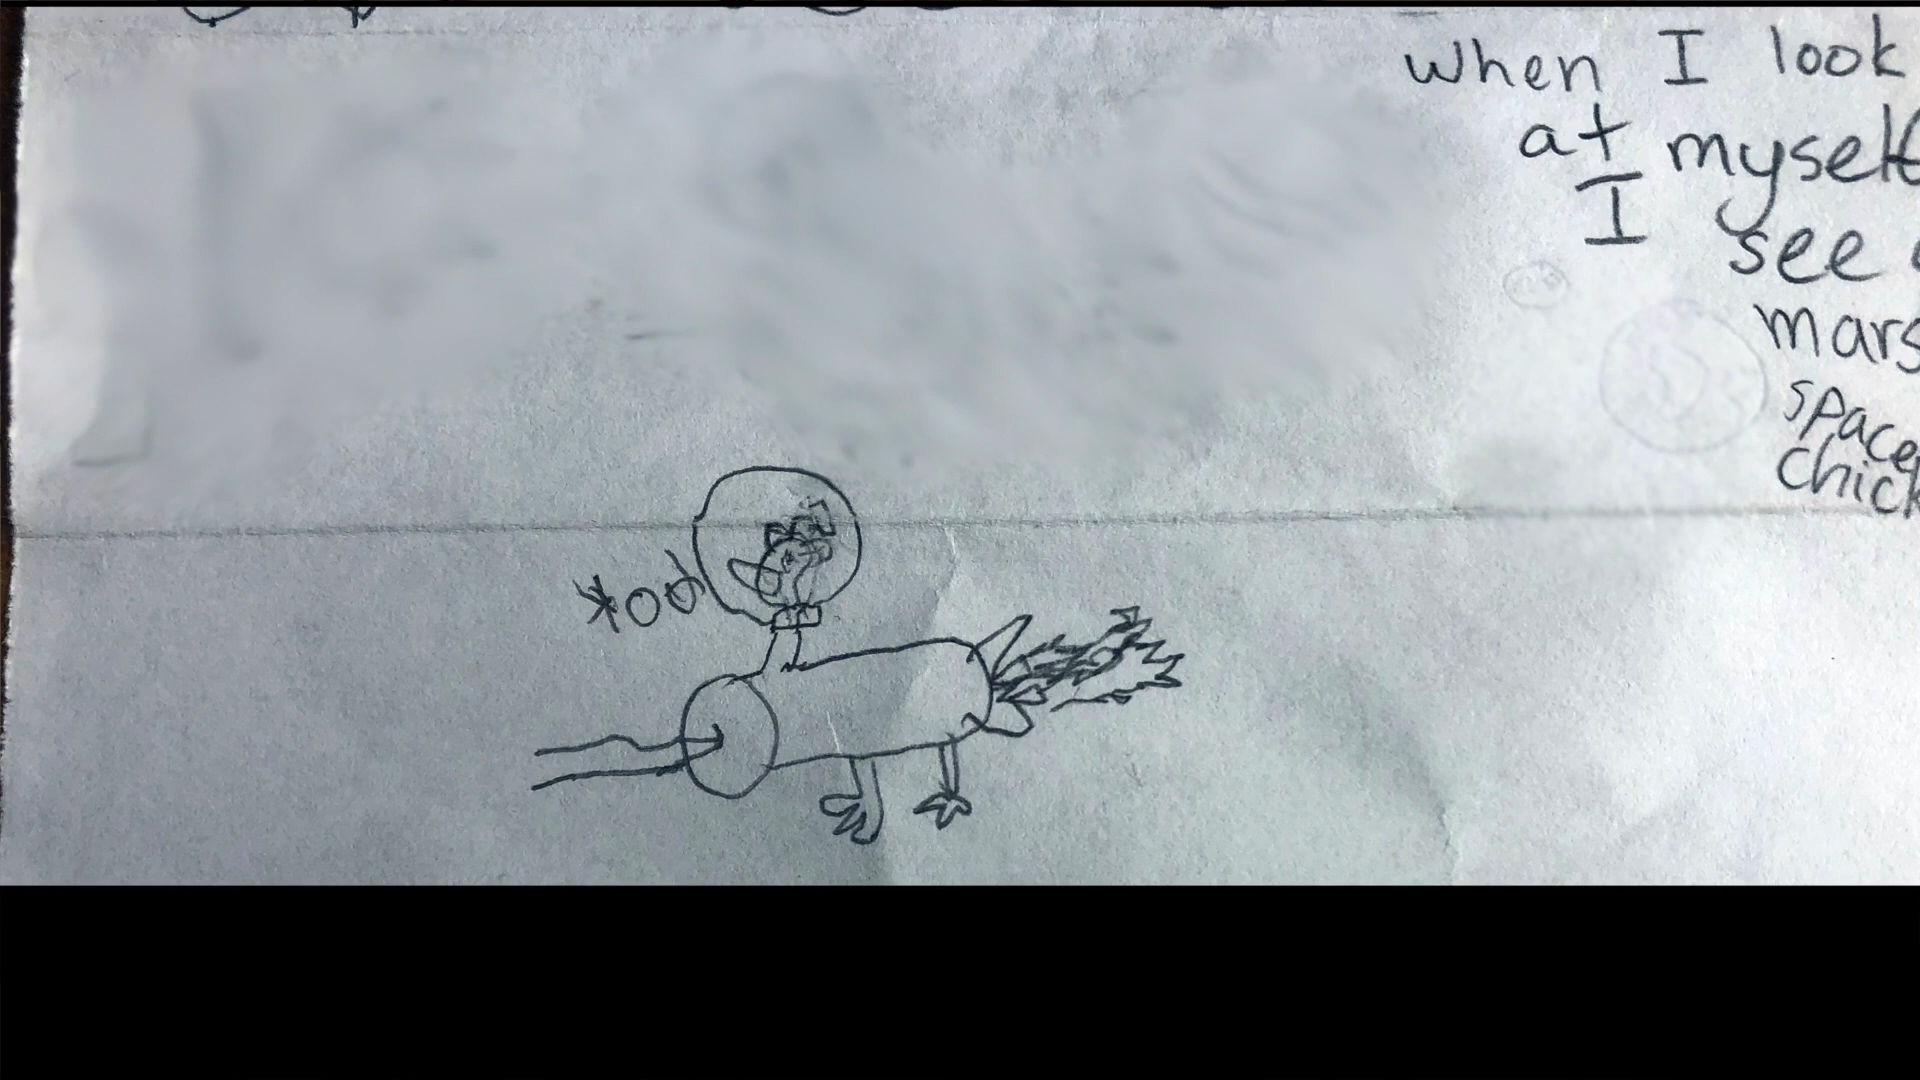 when I look
at myself
I see
mars
space
chick